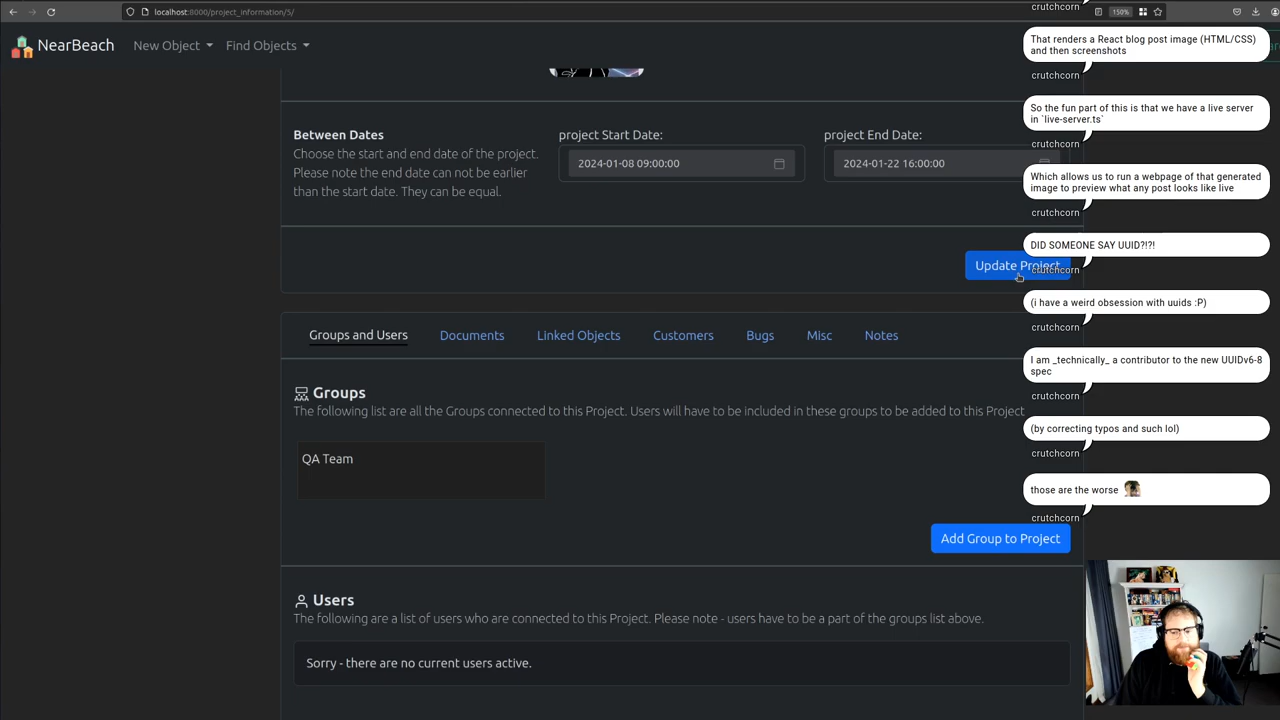 localhost:8000/project_information/5/
150%
NearBeach
New Object
Find Objects
Between Dates
Choose the start and end date of the project.
Please note the end date can not be earlier
than the start date. They can be equal.
project Start Date:
2024-01-08 09:00:00
project End Date:
2024-01-22 16:00:00
Update Project
Groups and Users
Documents
Linked Objects
Customers
Bugs
Misc
Notes
Groups
The following list are all the Groups connected to this Project. Users will have to be included in these groups to be added to this Project
QA Team
Add Group to Project
Users
The following are a list of users who are connected to this Project. Please note - users have to be a part of the groups list above.
Sorry - there are no current users active.
crutchcorn
That renders a React blog post image (HTML/CSS)
and then screenshots
crutchcorn
So the fun part of this is that we have a live server
in `live-server.ts`
crutchcorn
Which allows us to run a webpage of that generated
image to preview what any post looks like live
crutchcorn
DID SOMEONE SAY UUID?!?!
crutchcorn
(i have a weird obsession with uuids :P)
crutchcorn
I am _technically_ a contributor to the new UUIDv6-8
spec
crutchcorn
(by correcting typos and such lol)
crutchcorn
those are the worse
crutchcorn